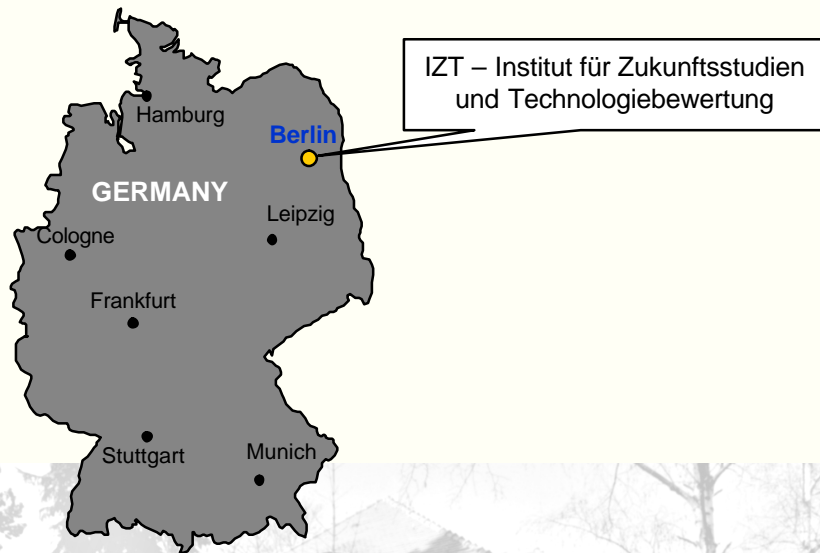 IZT – Institut für Zukunftsstudien
und Technologiebewertung
Hamburg
Berlin
GERMANY
Leipzig
Cologne
Frankfurt
Stuttgart
Munich